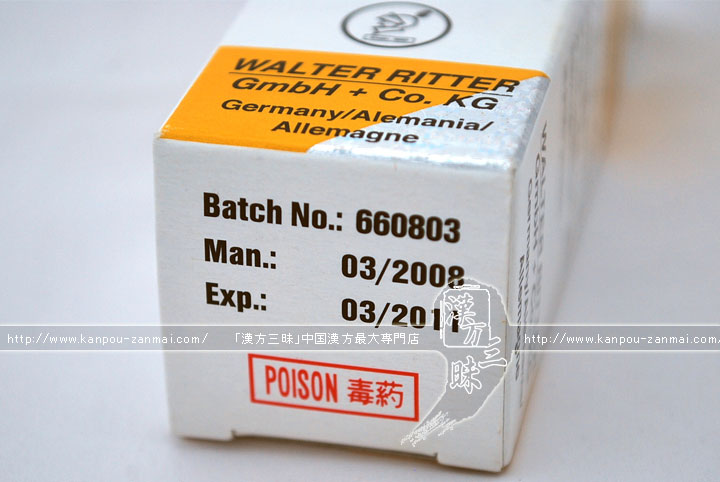 WALTER RITTER
GmbH + Co. KG
Germany/Alemania/
Allemagne
Batch No.: 660803
Man.: 03/2008
Exp.: 03/2011
http://www.kanpou-zanmai.com/ 「漢方三昧」中国漢方最大専門店 http://www.kanpou-zanmai.com/
漢方三昧
POISON 毒葯